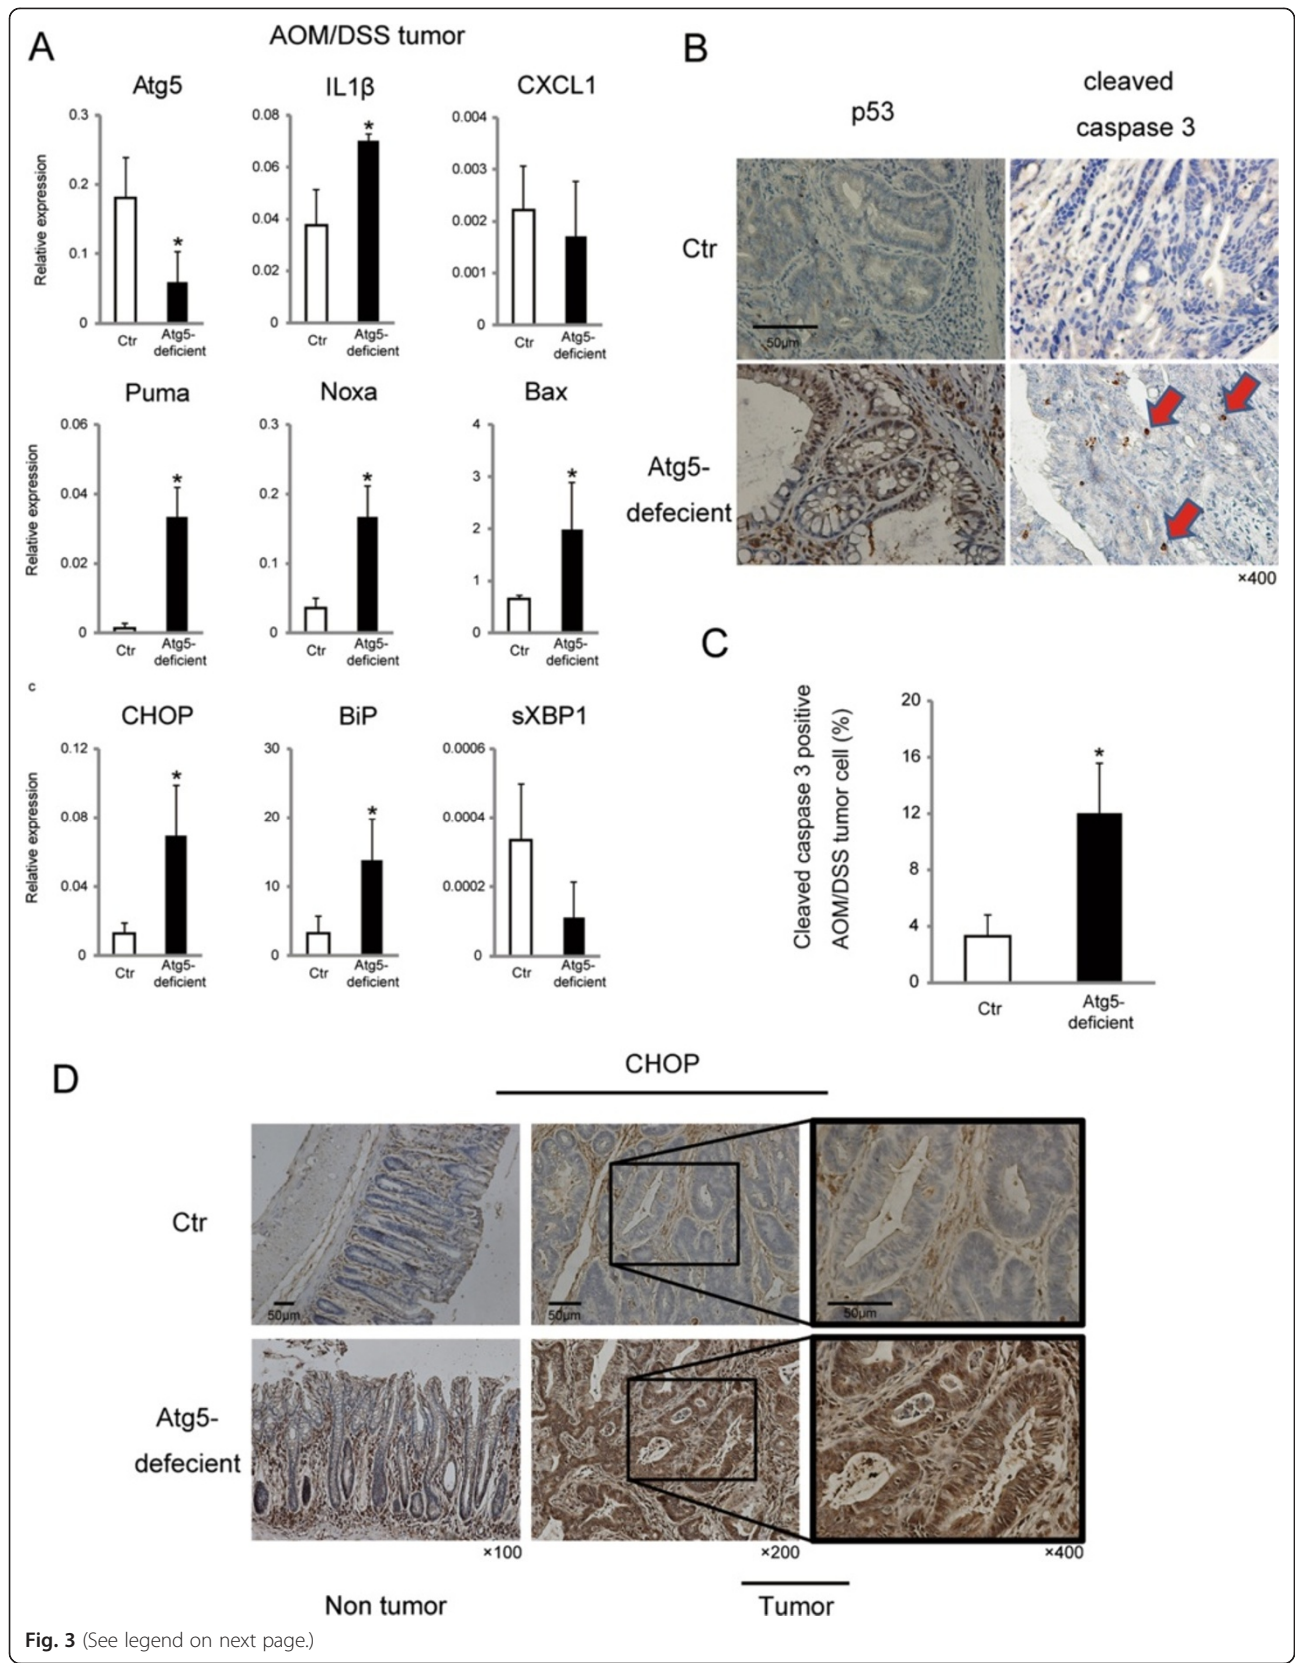 A
AOM/DSS tumor
Atg5
IL1β
CXCL1
Relative expression
0.3
0.2
0.1
0
Ctr
Atg5-
deficient
*
0.08
0.06
0.04
0.02
0
Ctr
Atg5-
deficient
*
0.004
0.003
0.002
0.001
0
Ctr
Atg5-
deficient
Puma
Noxa
Bax
Relative expression
0.06
0.04
0.02
0
Ctr
Atg5-
deficient
*
0.3
0.2
0.1
0
Ctr
Atg5-
deficient
*
4
3
2
1
0
Ctr
Atg5-
deficient
*
c
CHOP
BiP
sXBP1
Relative expression
0.12
0.08
0.04
0
Ctr
Atg5-
deficient
*
30
20
10
0
Ctr
Atg5-
deficient
*
0.0006
0.0004
0.0002
0
Ctr
Atg5-
deficient
B
p53
cleaved
caspase 3
Ctr
50μm
Atg5-
defecient
×400
C
Cleaved caspase 3 positive
AOM/DSS tumor cell (%)
20
16
12
8
4
0
*
Ctr
Atg5-
deficient
D
CHOP
Ctr
50μm
50μm
50μm
Atg5-
defecient
×100
×200
×400
Non tumor
Tumor
Fig. 3 (See legend on next page.)